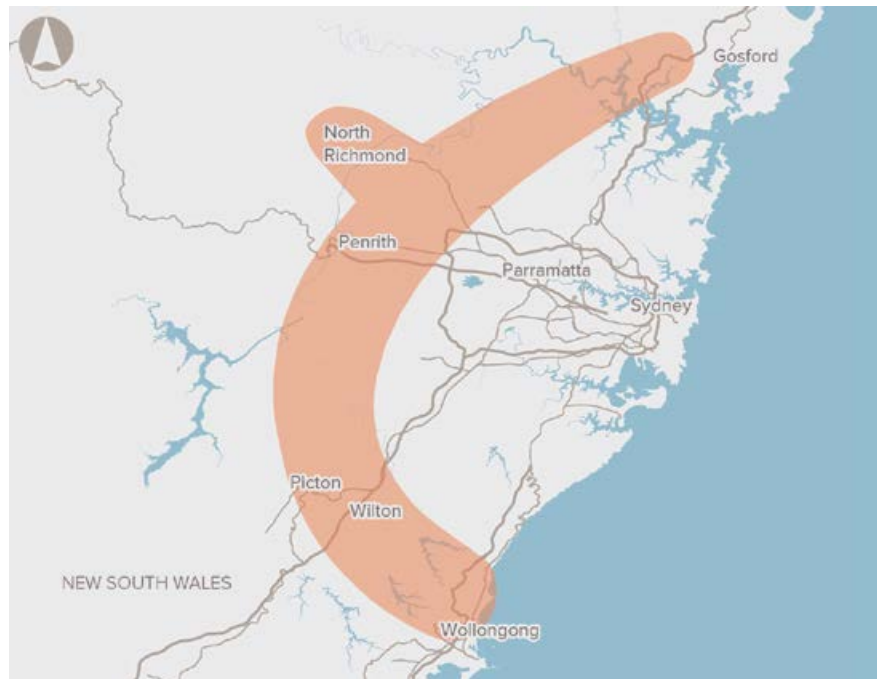 Gosford
North
Richmond
Penrith
Parramatta
Sydney
Picton
Wilton
NEW SOUTH WALES
Wollongong